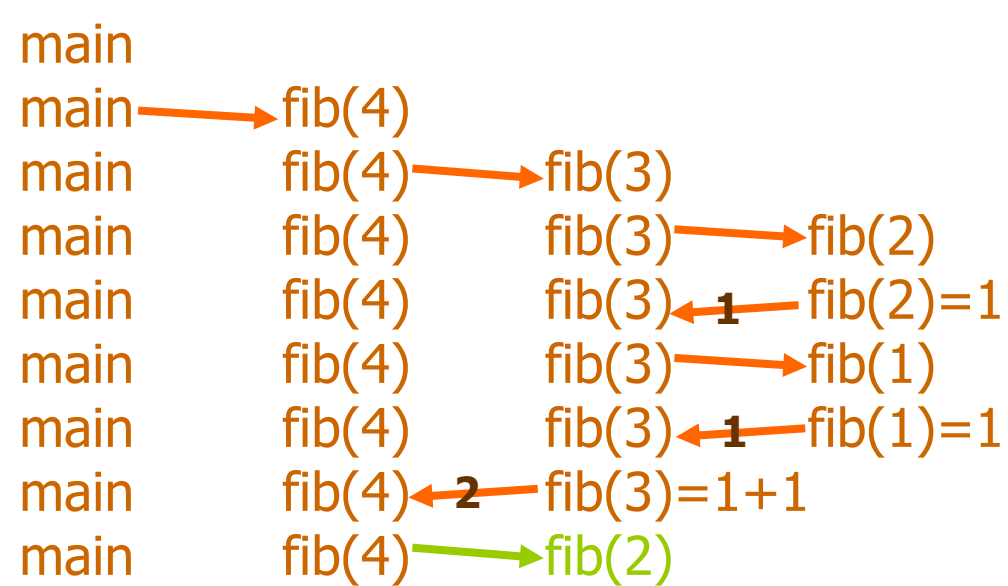 main
main fib(4)
main fib(4) fib(3)
main fib(4) fib(3) fib(2)
main fib(4) fib(3) 1 fib(2)=1
main fib(4) fib(3) fib(1)
main fib(4) fib(3) 1 fib(1)=1
main fib(4) 2 fib(3)=1+1
main fib(4) fib(2)